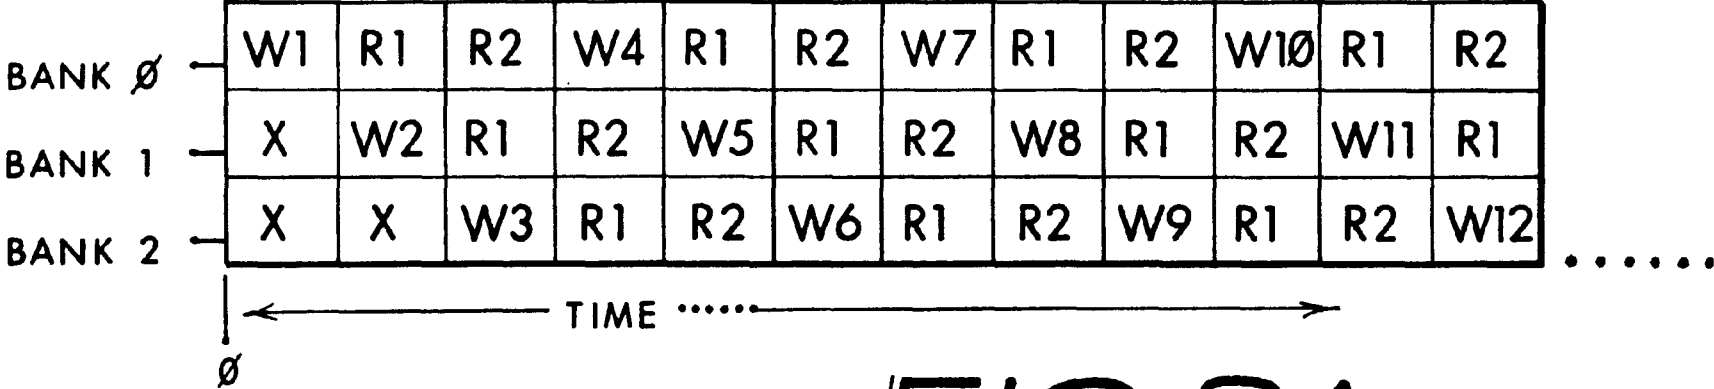 BANK Ø W1 R1 R2 W4 R1 R2 W7 R1 R2 W1Ø R1 R2
BANK 1 X W2 R1 R2 W5 R1 R2 W8 R1 R2 W11 R1
BANK 2 X X W3 R1 R2 W6 R1 R2 W9 R1 R2 W12 ......
TIME ......
Ø